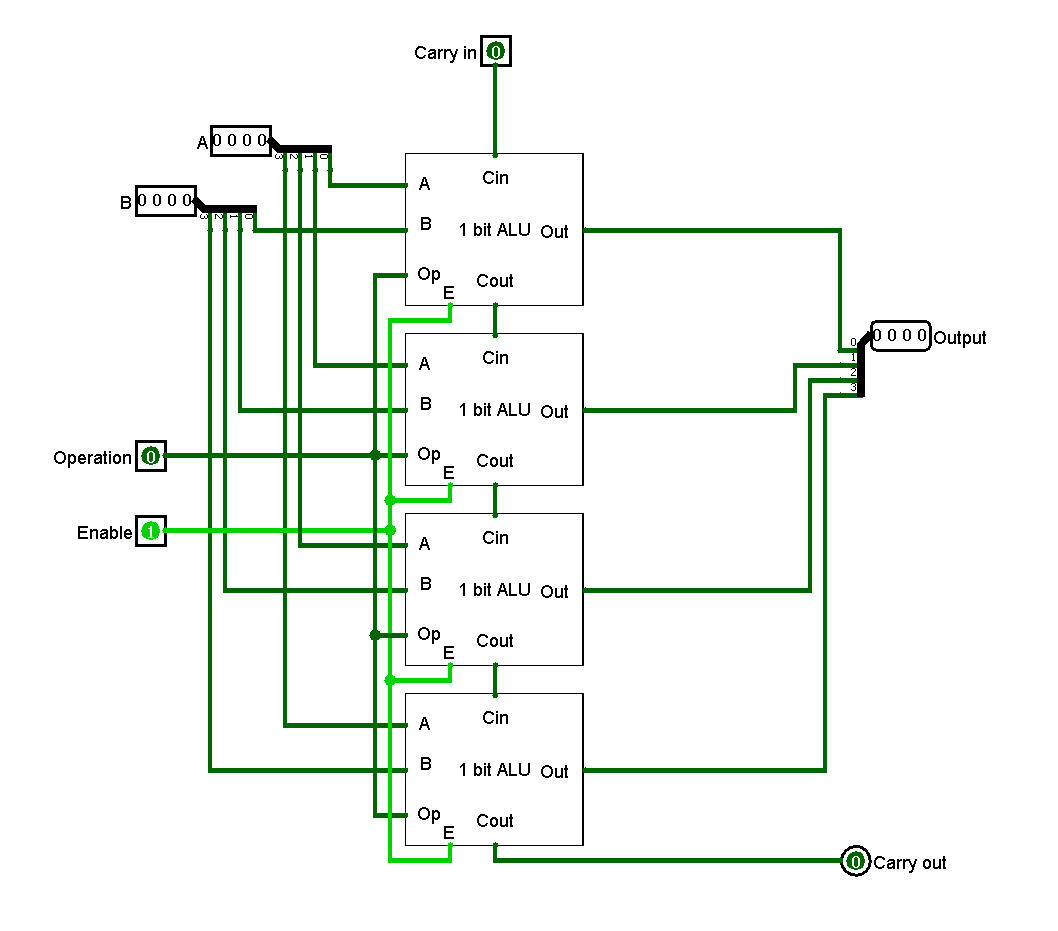 Carry in 0
A 0 0 0 0
3 2 1 0
B 0 0 0 0
3 2 1 0
Cin
A
B
1 bit ALU Out
Op
Cout
E
Cin
A
B
1 bit ALU Out
Op
Cout
E
Cin
A
B
1 bit ALU Out
Op
Cout
E
Cin
A
B
1 bit ALU Out
Op
Cout
E
Operation 0
Enable 1
0
1
2
3
0 0 0 0 Output
0 Carry out